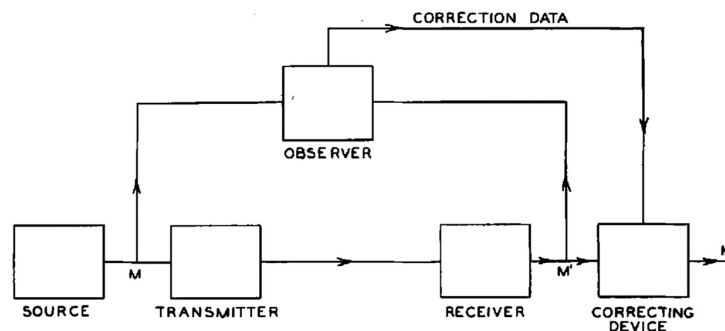 CORRECTION DATA
OBSERVER
M
M'
SOURCE
TRANSMITTER
RECEIVER
CORRECTING
DEVICE